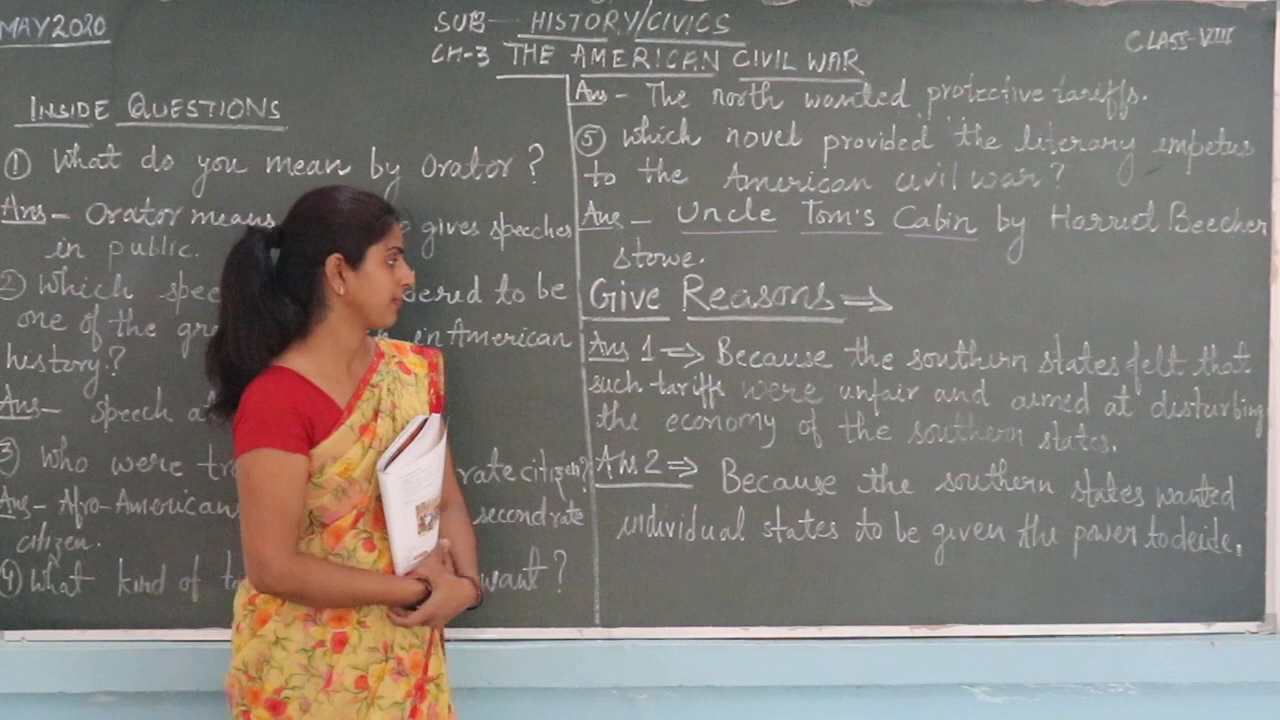 MAY 2020
SUB - HISTORY/CIVICS
CH-3 THE AMERICAN CIVIL WAR
CLASS-VIII
INSIDE QUESTIONS
① What do you mean by Orator?
Ans - Orator means gives speeches
in public.
② Which spee dered to be
one of the gr in American
history?
Ans - Speech a
③ Who were tr rate citizen?
Ans - Afro-American second rate
citizen.
④ What kind of t want?
Ans - The north wanted protective tariffs.
⑤ Which novel provided the literary impetus
to the American civil war?
Ans - Uncle Tom's Cabin by Harriet Beecher
stowe.
Give Reasons ⇒
Ans 1 ⇒ Because the southern states felt that
such tariffs were unfair and aimed at disturbing
the economy of the southern states.
Ans 2 ⇒ Because the southern states wanted
individual states to be given the power to decide.